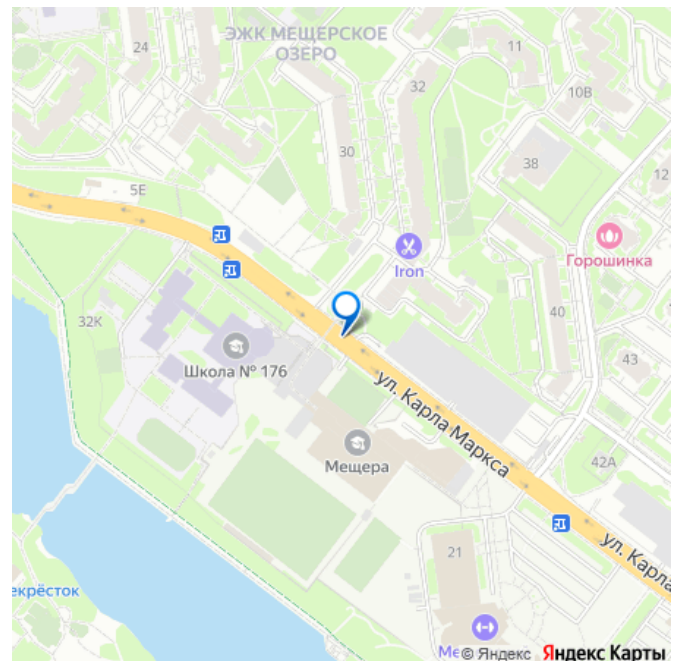 24
ЭЖК МЕЩЕРСКОЕ
ОЗЕРО
11
32
10В
30
38
5Е
12
Горошинка
Iron
32К
40
43
Школа № 176
ул. Карла Маркса
Мещера
42А
21
ул. Карла
екрёсток
Ме
© Яндекс Яндекс Карты